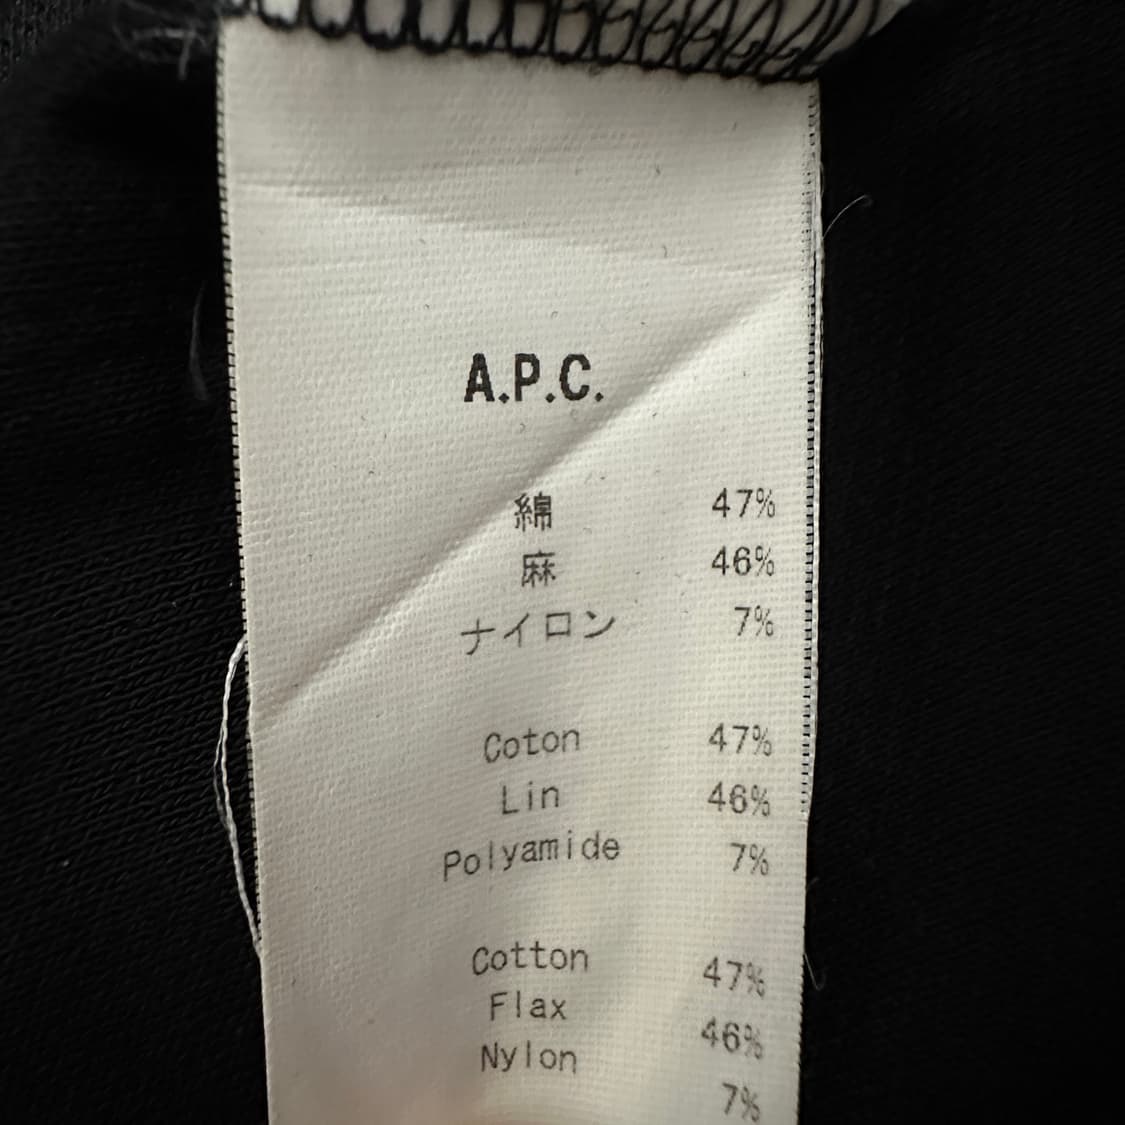 A.P.C.
綿 47%
麻 46%
ナイロン 7%
Coton 47%
Lin 46%
Polyamide 7%
Cotton 47%
Flax 46%
Nylon 7%